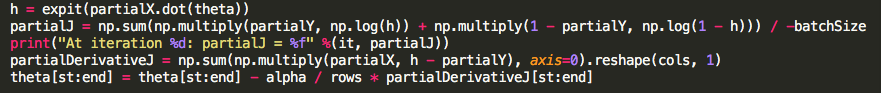 h = expit(partialX.dot(theta))
partialJ = np.sum(np.multiply(partialY, np.log(h)) + np.multiply(1 - partialY, np.log(1 - h))) / -batchSize
print("At iteration %d: partialJ = %f" %(it, partialJ))
partialDerivativeJ = np.sum(np.multiply(partialX, h - partialY), axis=0).reshape(cols, 1)
theta[st:end] = theta[st:end] - alpha / rows * partialDerivativeJ[st:end]